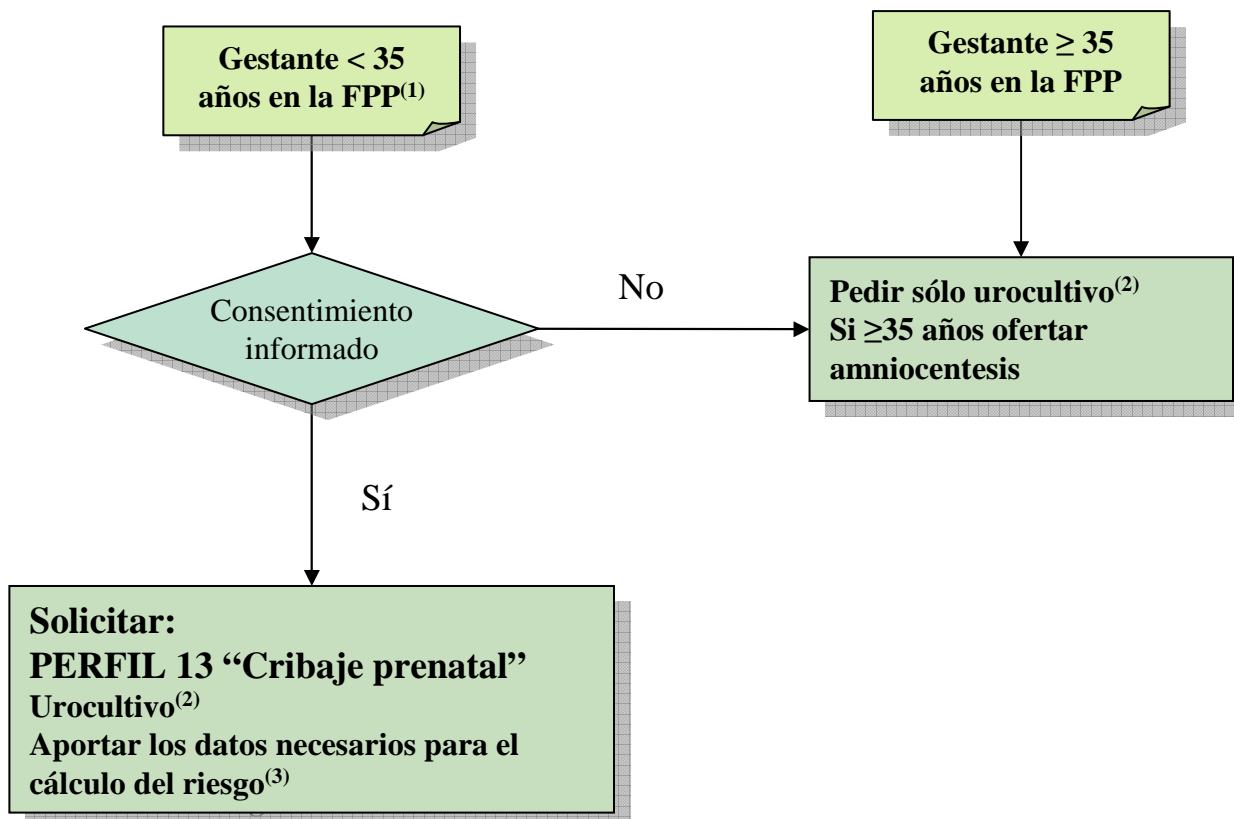 Gestante < 35
años en la FPP(1)
Gestante ≥ 35
años en la FPP
Consentimiento
informado
No
Pedir sólo urocultivo(2)
Si ≥35 años ofertar
amniocentesis
Sí
Solicitar:
PERFIL 13 “Cribaje prenatal”
Urocultivo(2)
Aportar los datos necesarios para el
cálculo del riesgo(3)